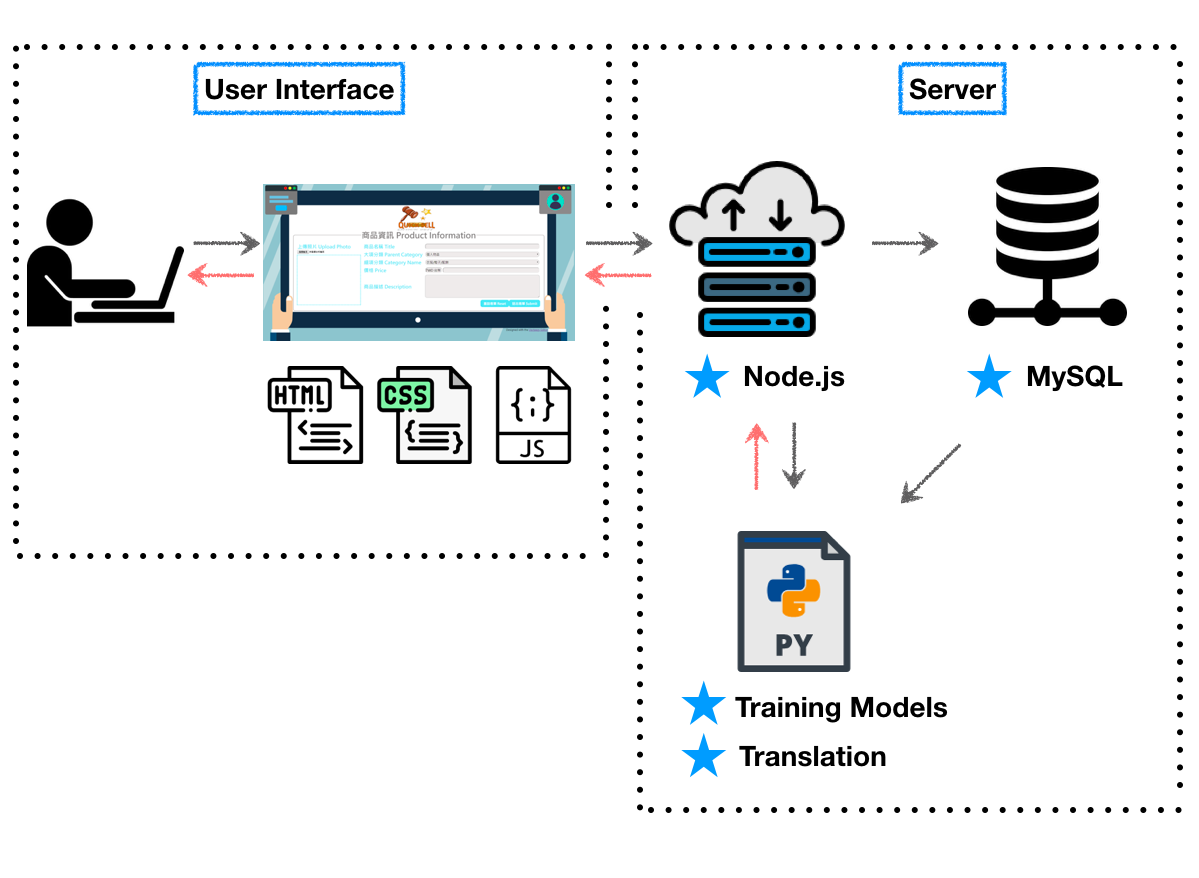 User Interface
Server
商品資訊 Product Information
上傳照片 Upload Photo
商品名稱 Title
大項分類 Parent Category
細項分類 Category Name
價格 Price
商品描述 Description
HTML
CSS
JS
Node.js
MySQL
PY
Training Models
Translation